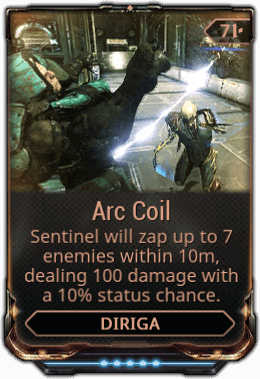 71
Arc Coil
Sentinel will zap up to 7
enemies within 10m,
dealing 100 damage with
a 10% status chance.
DIRIGA